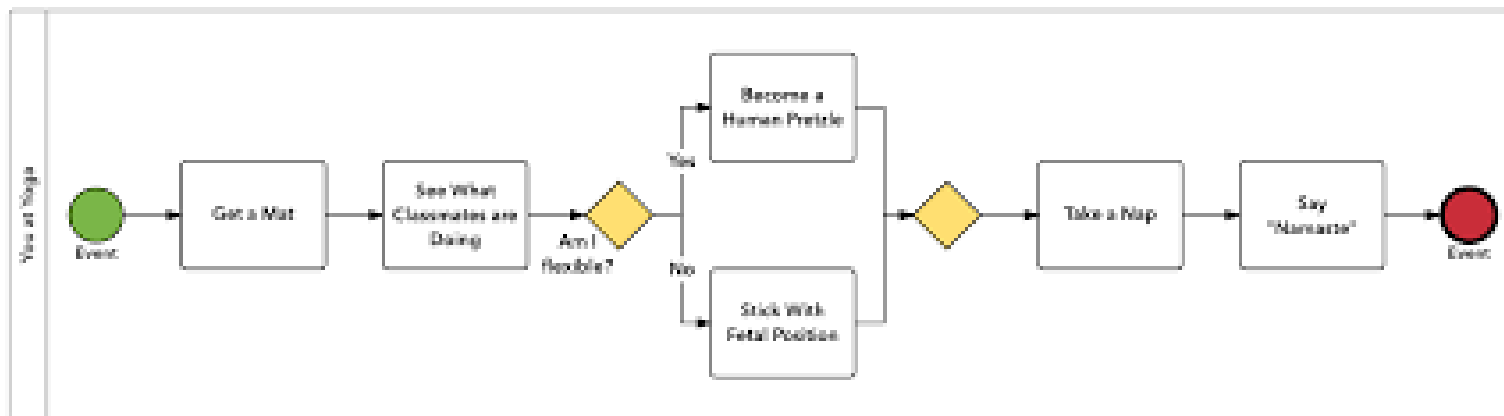 You at Yoga
Event
Get a Mat
See What
Classmates are
Doing
Am I
flexible?
Yes
No
Become a
Human Pretzle
Stick With
Fetal Position
Take a Nap
Say
"Namaste"
Event